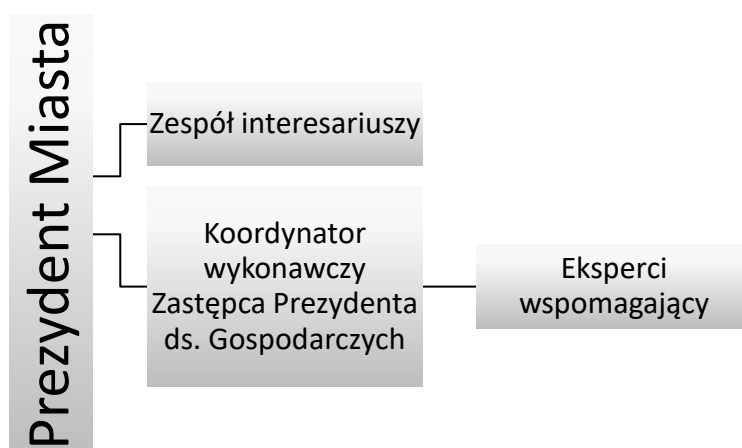 Prezydent Miasta
Zespół interesariuszy
Koordynator
wykonawczy
Zastępca Prezydenta
ds. Gospodarczych
Eksperci
wspomagający